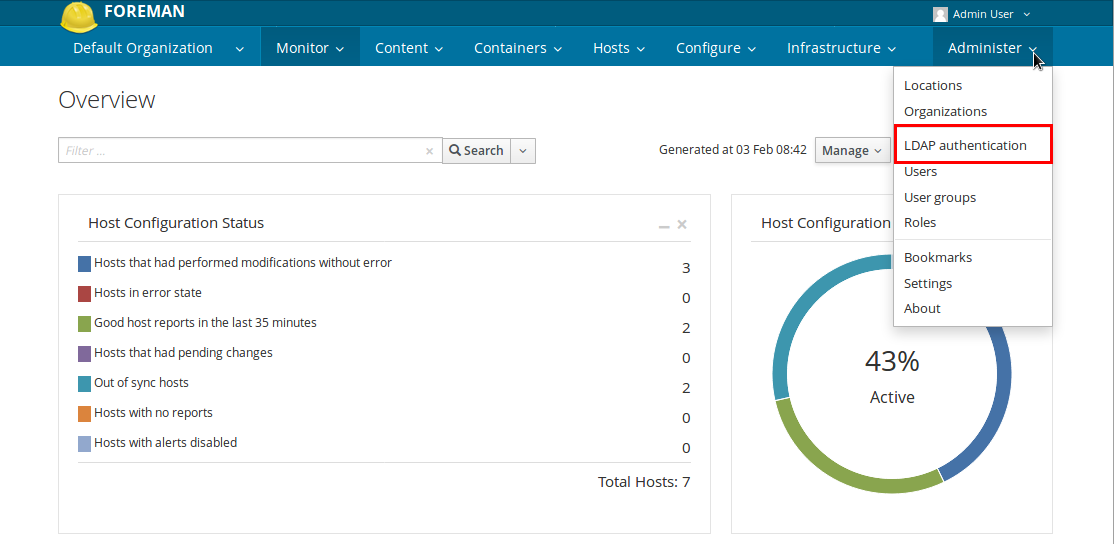 FOREMAN
Admin User
Default Organization Monitor Content Containers Hosts Configure Infrastructure Administer
Locations
Organizations
LDAP authentication
Users
User groups
Roles
Bookmarks
Settings
About
Overview
Filter ... × Search Generated at 03 Feb 08:42 Manage
Host Configuration Status
Hosts that had performed modifications without error 3
Hosts in error state 0
Good host reports in the last 35 minutes 2
Hosts that had pending changes 0
Out of sync hosts 2
Hosts with no reports 0
Hosts with alerts disabled 0
Total Hosts: 7
Host Configuration
43%
Active